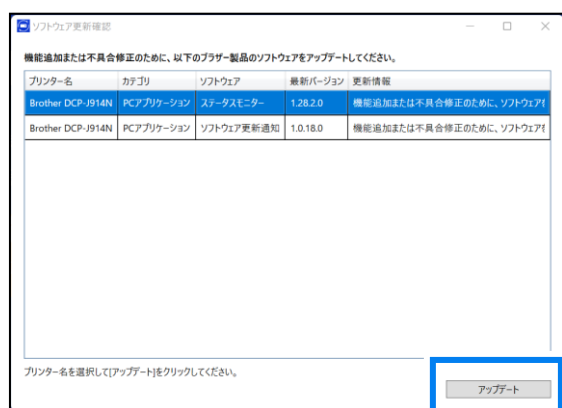 ソフトウェア更新確認
機能追加または不具合修正のために、以下のブラザー製品のソフトウェアをアップデートしてください。
プリンター名 カテゴリ ソフトウェア 最新バージョン 更新情報
Brother DCP-J914N PCアプリケーション ステータスモニター 1.28.2.0 機能追加または不具合修正のために、ソフトウェアを
Brother DCP-J914N PCアプリケーション ソフトウェア更新通知 1.0.18.0 機能追加または不具合修正のために、ソフトウェアを
プリンター名を選択して[アップデート]をクリックしてください。
アップデート